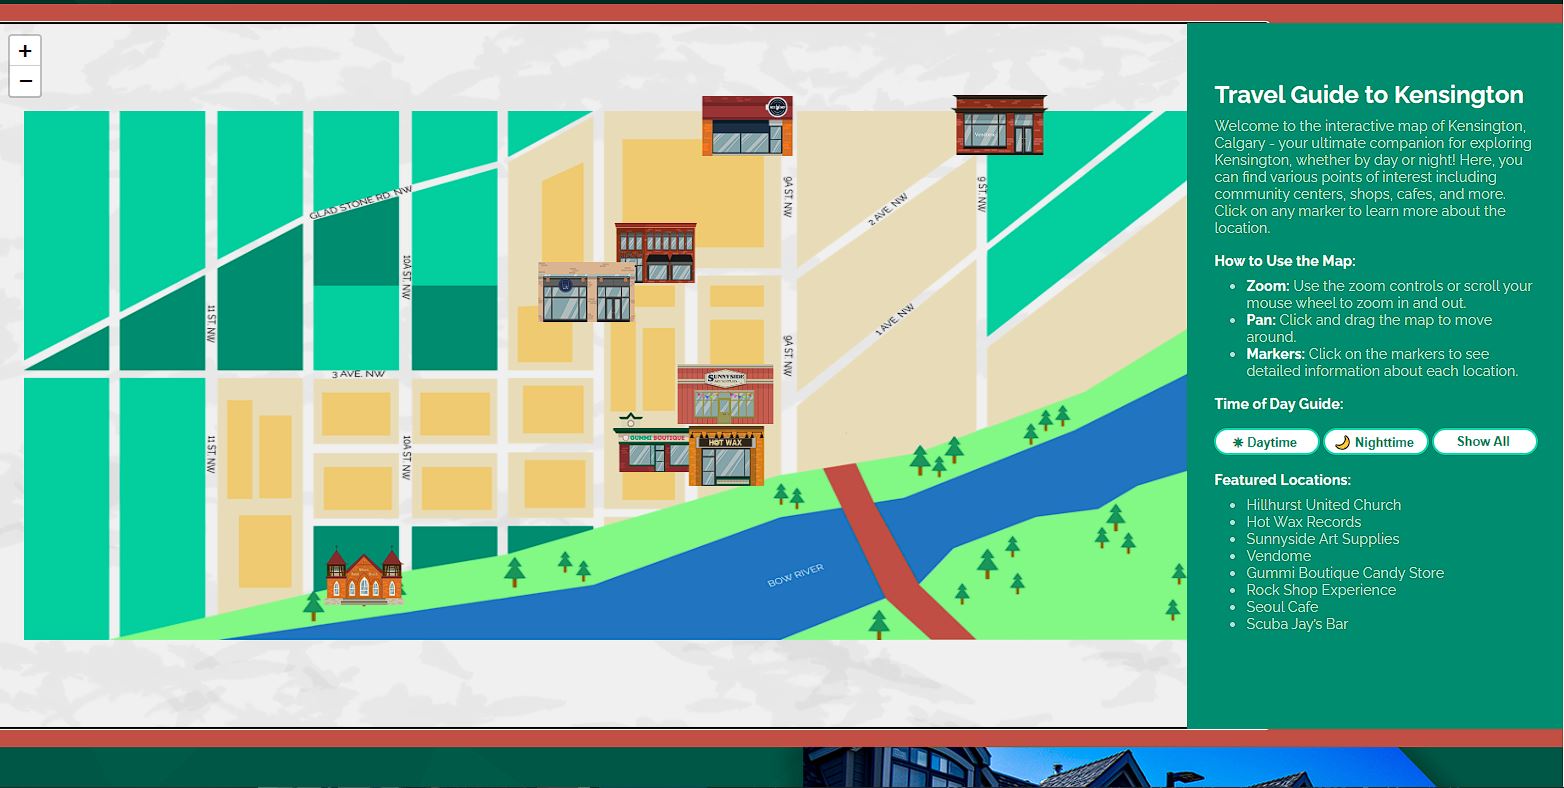 +
−
GLAD STONE RD NW
11 ST. NW
10A ST. NW
9A ST. NW
2 AVE. NW
9 ST. NW
9A ST. NW
1 AVE. NW
3 AVE. NW
11 ST. NW
10A ST. NW
SUNNYSIDE
GUMMI BOUTIQUE
HOT WAX
BOW RIVER
Travel Guide to Kensington
Welcome to the interactive map of Kensington,
Calgary - your ultimate companion for exploring
Kensington, whether by day or night! Here, you
can find various points of interest including
community centers, shops, cafes, and more.
Click on any marker to learn more about the
location.
How to Use the Map:
Zoom: Use the zoom controls or scroll your
mouse wheel to zoom in and out.
Pan: Click and drag the map to move
around.
Markers: Click on the markers to see
detailed information about each location.
Time of Day Guide:
Daytime
Nighttime
Show All
Featured Locations:
Hillhurst United Church
Hot Wax Records
Sunnyside Art Supplies
Vendome
Gummi Boutique Candy Store
Rock Shop Experience
Seoul Cafe
Scuba Jay's Bar